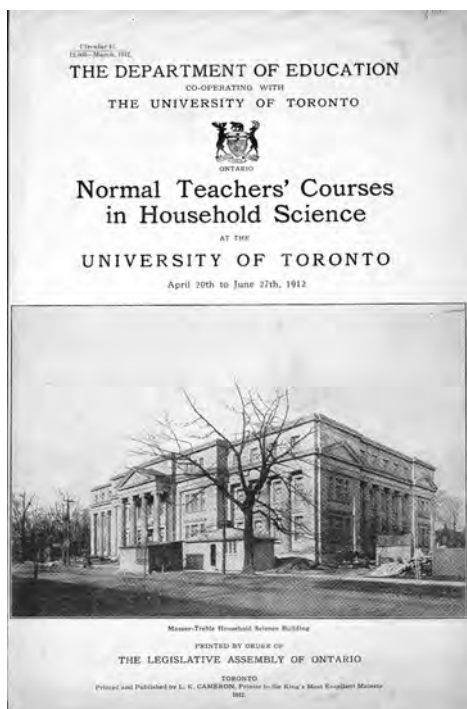 Circular
March, 1912.
THE DEPARTMENT OF EDUCATION
CO-OPERATING WITH
THE UNIVERSITY OF TORONTO
ONTARIO
Normal Teachers' Courses
in Household Science
AT THE
UNIVERSITY OF TORONTO
April 20th to June 27th, 1912
Massey-Treble Household Science Building
PRINTED BY ORDER OF
THE LEGISLATIVE ASSEMBLY OF ONTARIO
TORONTO
Printed and Published by L. K. CAMERON, Printer to the King's Most Excellent Majesty
1912